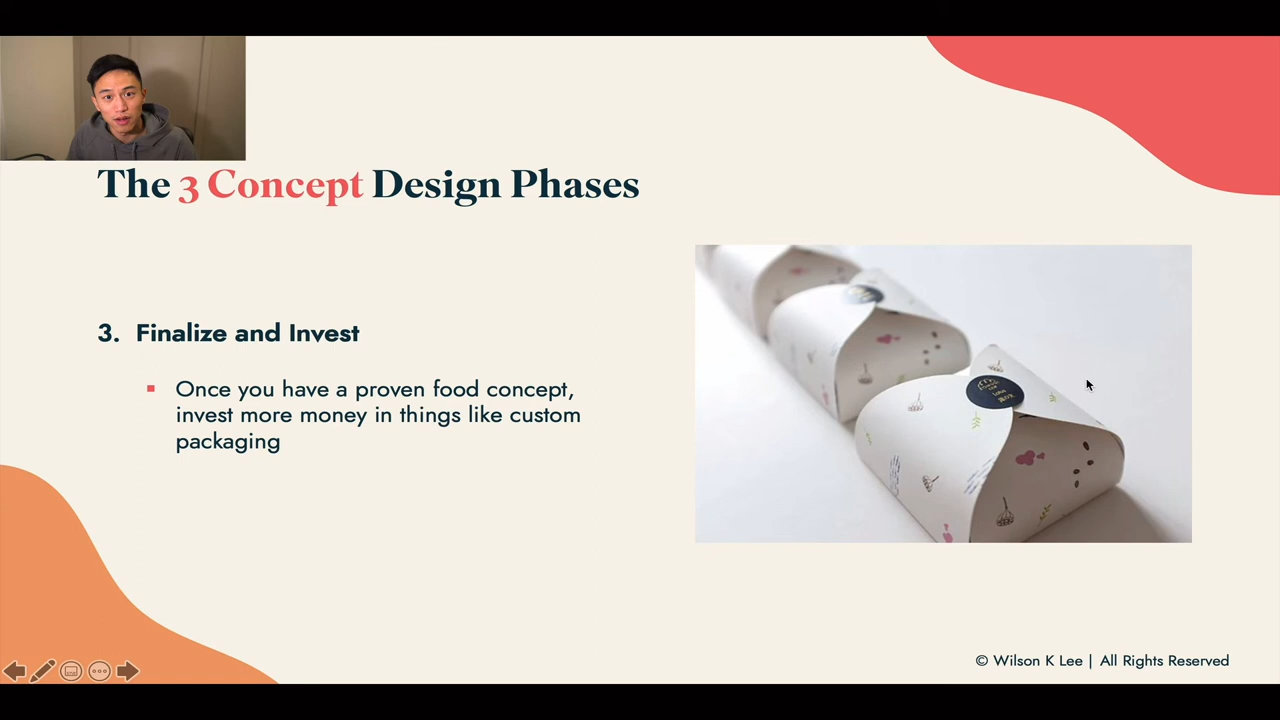 The 3 Concept Design Phases
3. Finalize and Invest
Once you have a proven food concept,
invest more money in things like custom
packaging
© Wilson K Lee | All Rights Reserved